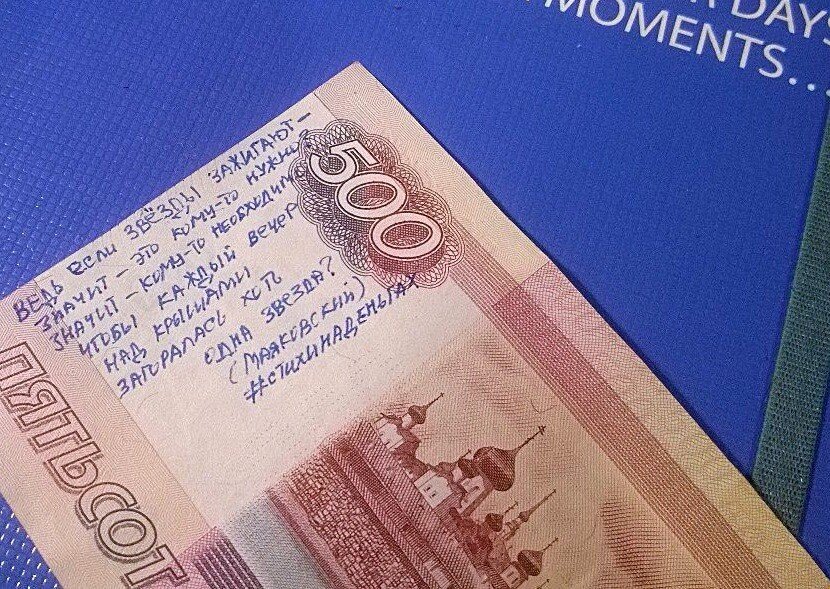 R DAYS
MOMENTS...
500
ВЕДЬ ЕСЛИ ЗВЁЗДЫ ЗАЖИГАЮТ –
ЗНАЧИТ – ЭТО КОМУ-ТО НУЖНО
ЗНАЧИТ – КОМУ-ТО НЕОБХОДИМО
ЧТОБЫ КАЖДЫЙ ВЕЧЕР
НАД КРЫШАМИ
ЗАГОРАЛАСЬ ХОТЬ
ОДНА ЗВЕЗДА?
(МАЯКОВСКИЙ)
#СТИХИНАДЕНЬГАХ
ПЯТЬСОТ